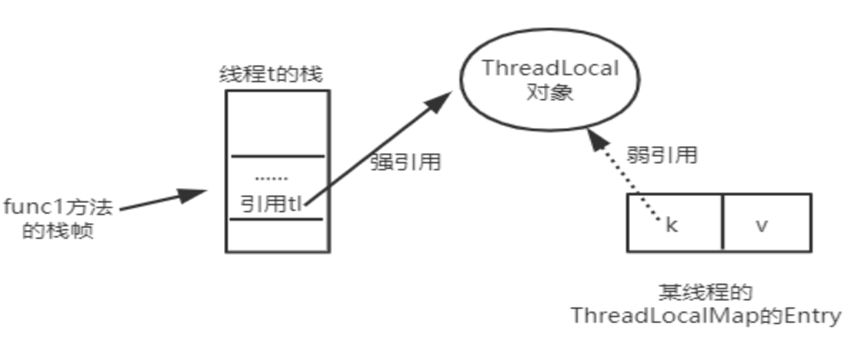 线程t的栈
ThreadLocal
对象
强引用
弱引用
......
引用tl
func1方法
的栈帧
k
v
某线程的
ThreadLocalMap的Entry